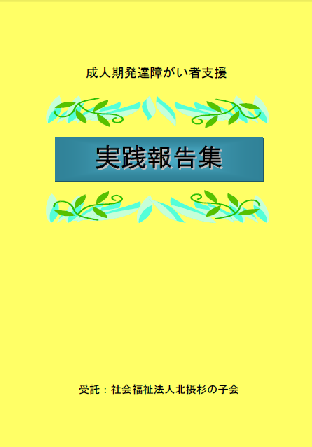 成人期発達障がい者支援
実践報告集
受託：社会福祉法人北摂杉の子会